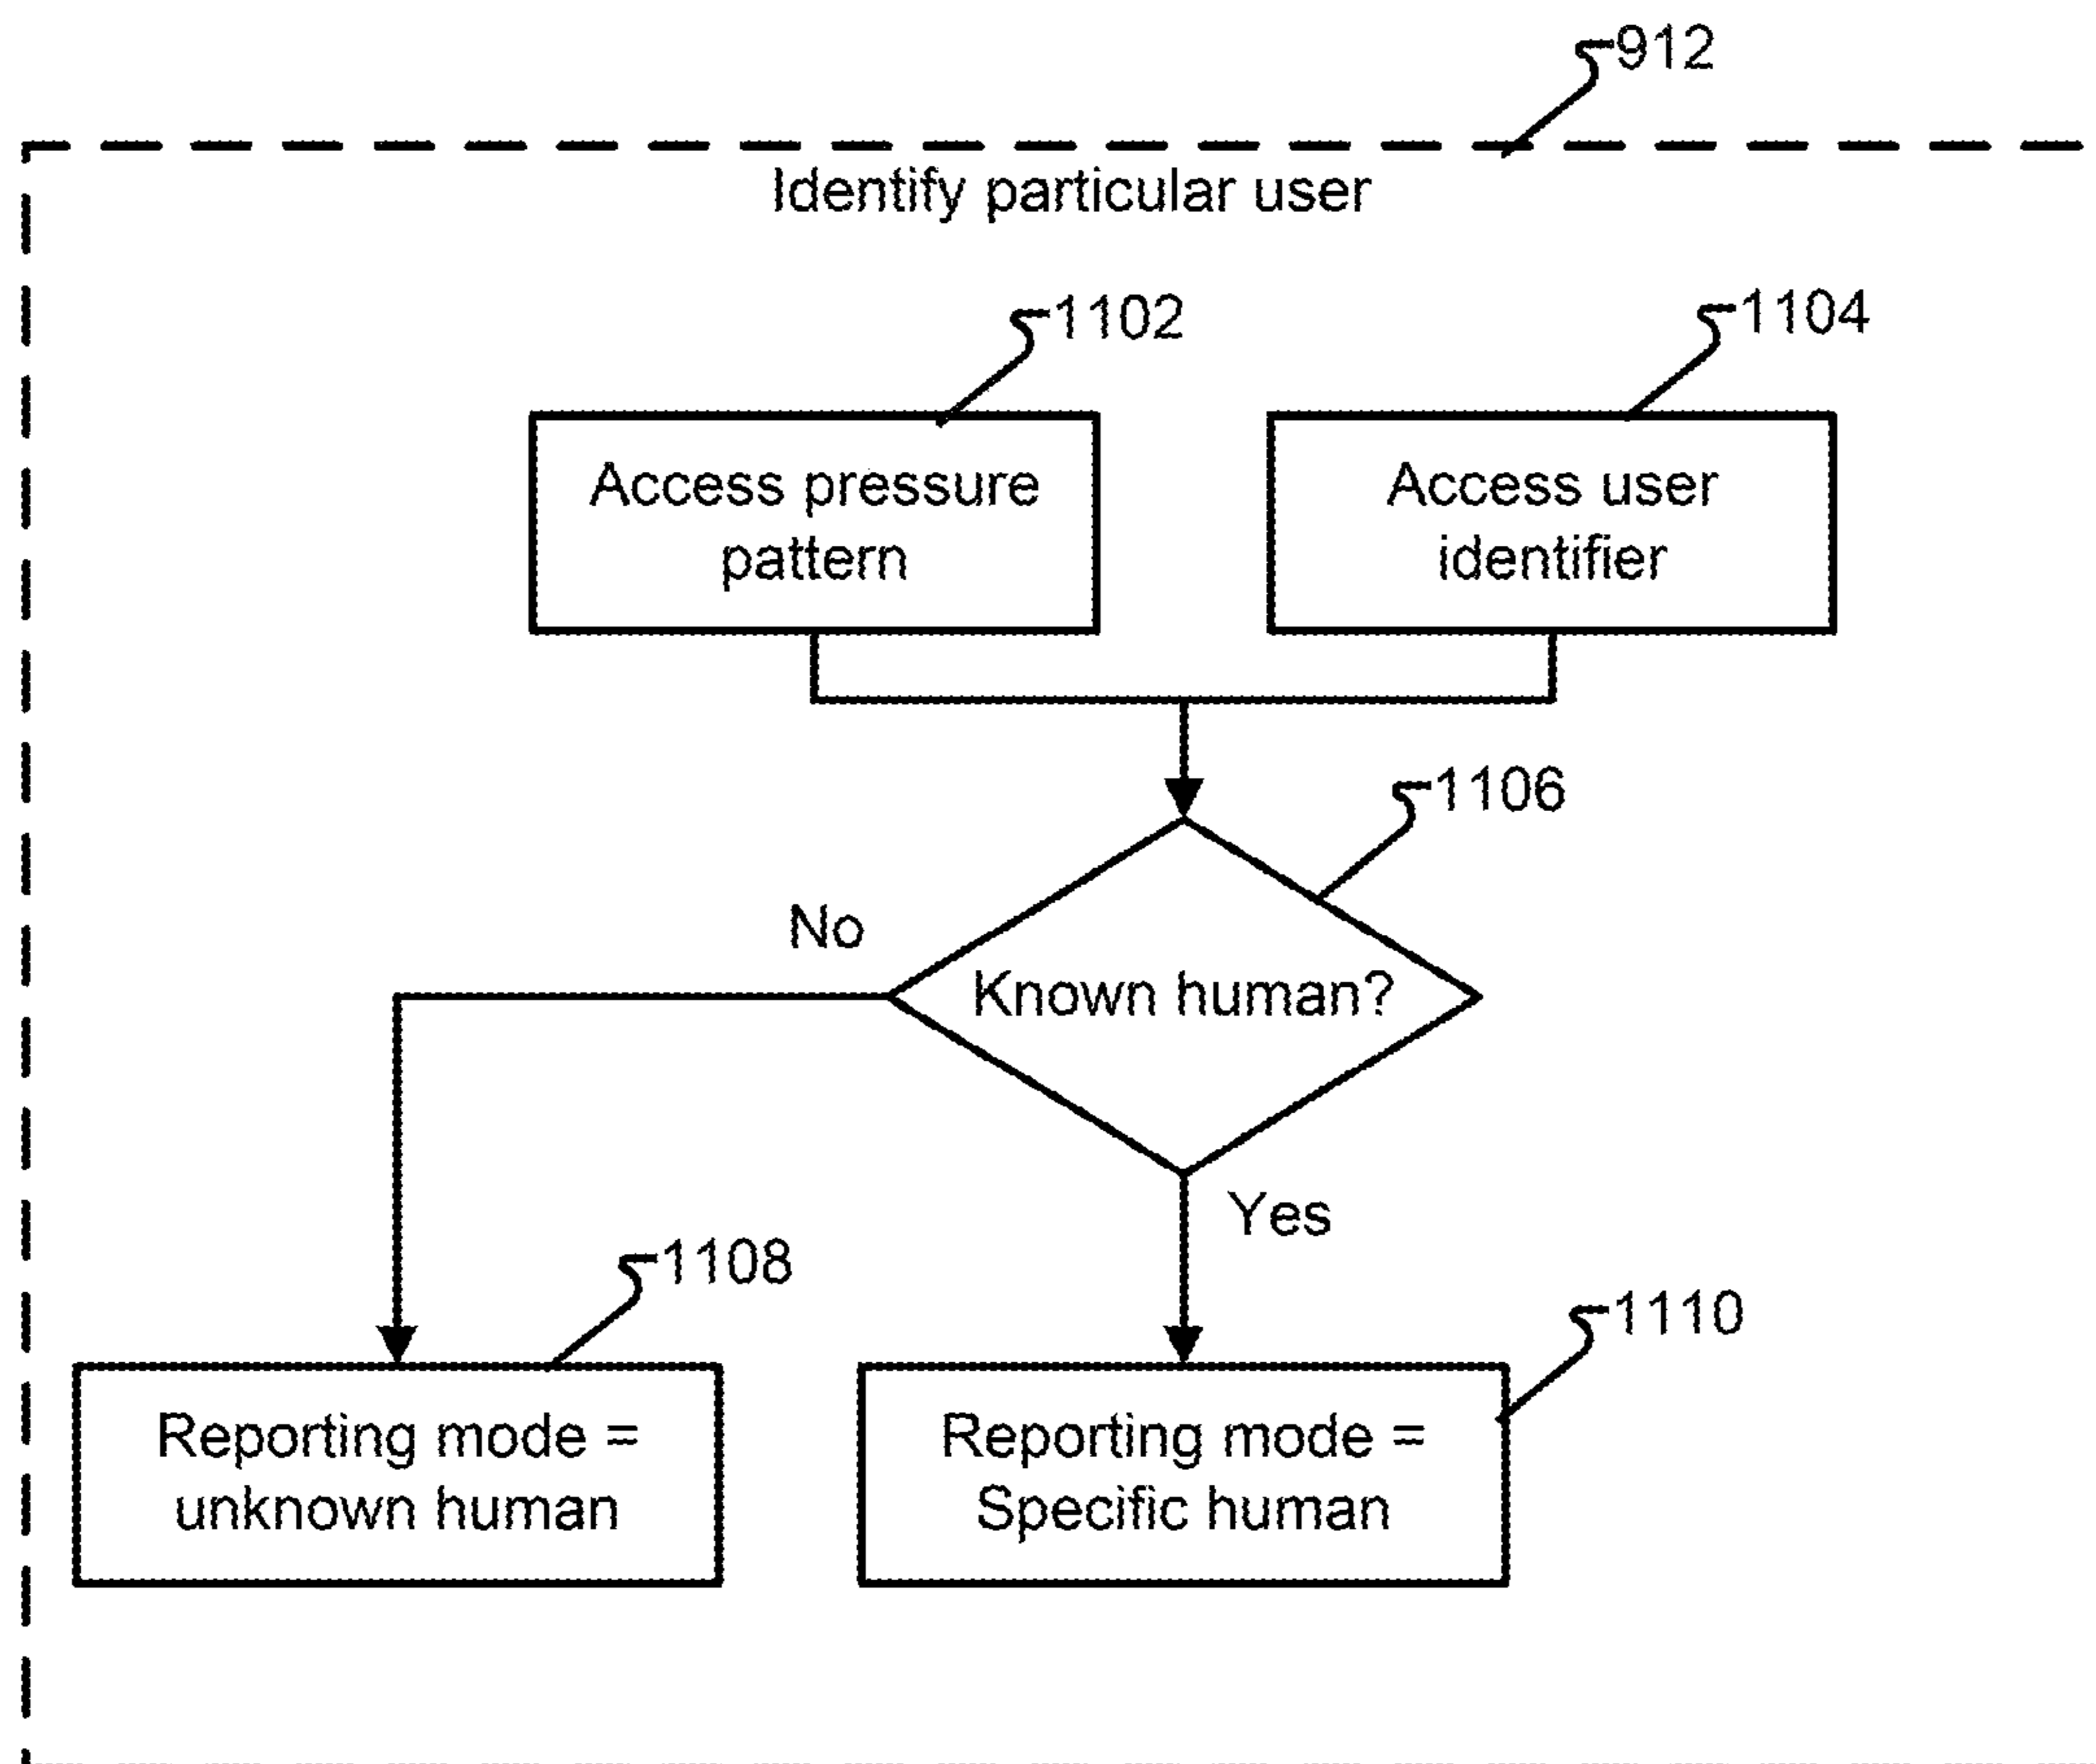 912
Identify particular user
1102
1104
Access pressure
pattern
Access user
identifier
1106
No
Known human?
Yes
1108
1110
Reporting mode =
unknown human
Reporting mode =
Specific human